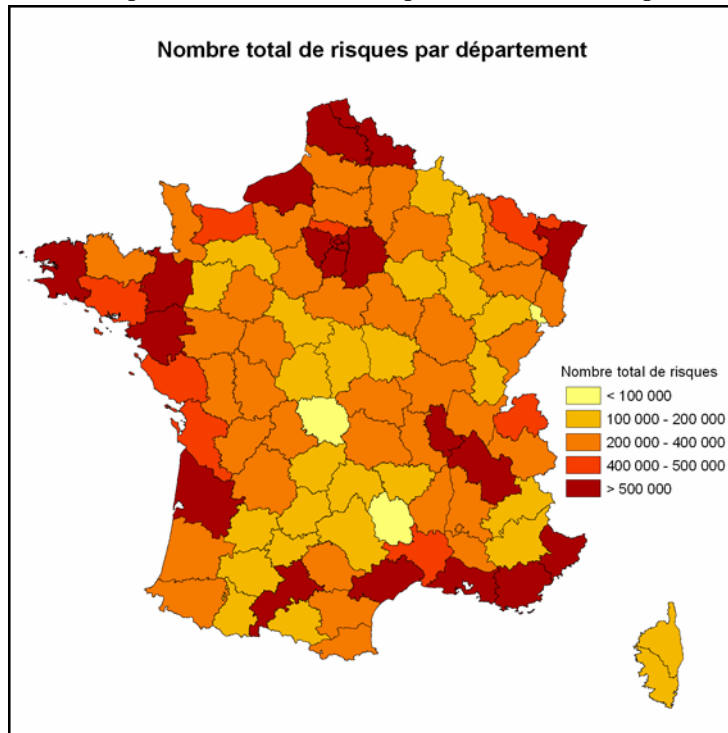 Nombre total de risques par département
Nombre total de risques
< 100 000
100 000 - 200 000
200 000 - 400 000
400 000 - 500 000
> 500 000